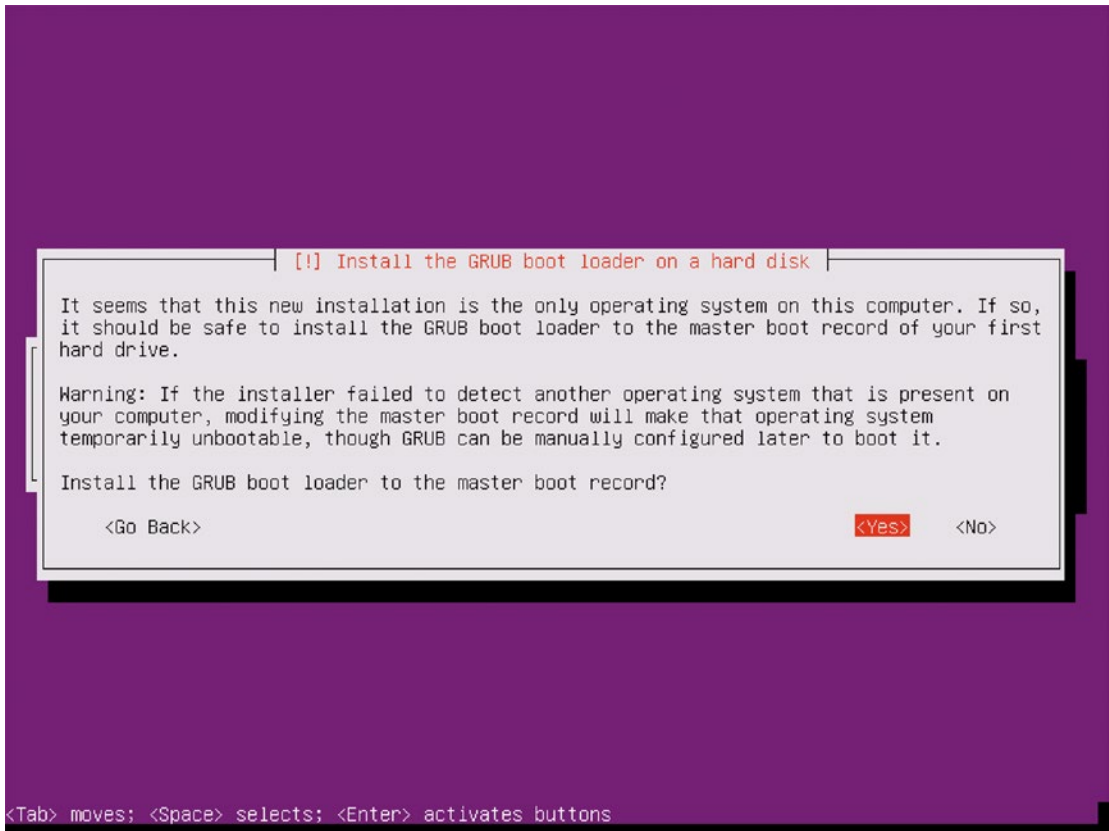 [!] Install the GRUB boot loader on a hard disk
It seems that this new installation is the only operating system on this computer. If so,
it should be safe to install the GRUB boot loader to the master boot record of your first
hard drive.
Warning: If the installer failed to detect another operating system that is present on
your computer, modifying the master boot record will make that operating system
temporarily unbootable, though GRUB can be manually configured later to boot it.
Install the GRUB boot loader to the master boot record?
<Go Back> <Yes> <No>
<Tab> moves; <Space> selects; <Enter> activates buttons